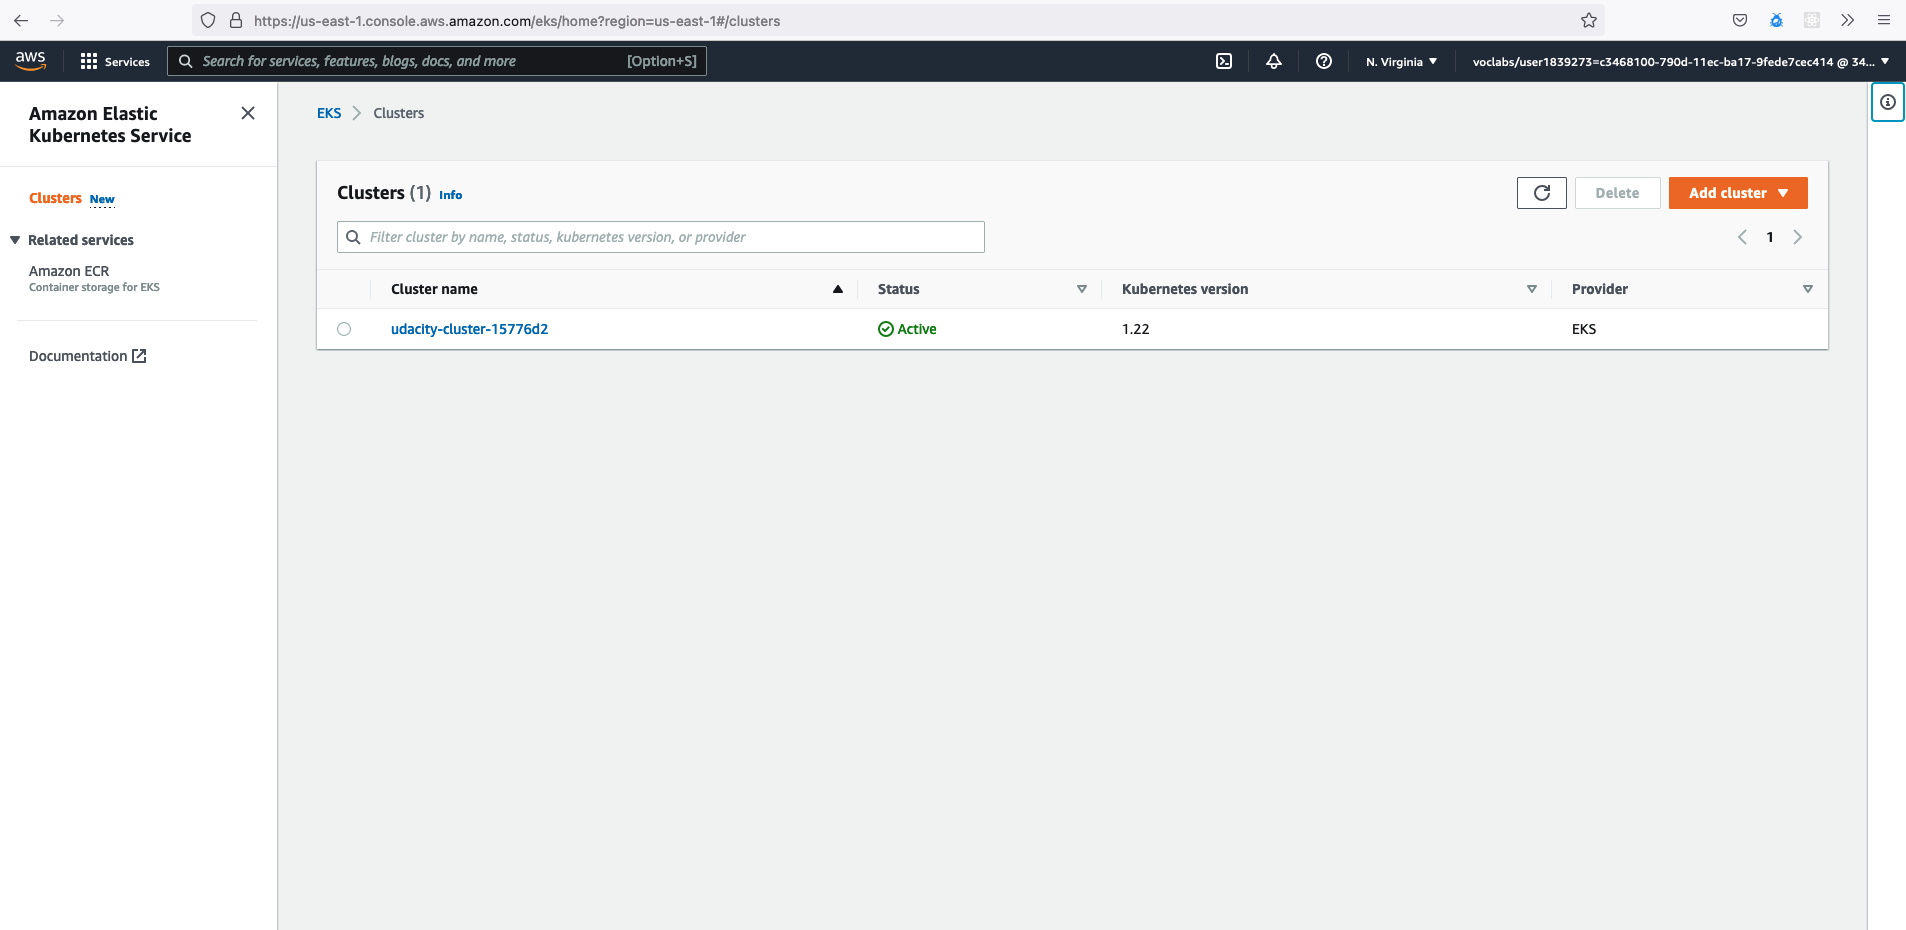 https://us-east-1.console.aws.amazon.com/eks/home?region=us-east-1#/clusters
aws
Services
Search for services, features, blogs, docs, and more
[Option+S]
N. Virginia
voclabs/user1839273=c3468100-790d-11ec-ba17-9fede7cec414 @ 34...
Amazon Elastic
Kubernetes Service
Clusters New
Related services
Amazon ECR
Container storage for EKS
Documentation
EKS
Clusters
Clusters (1) Info
Delete
Add cluster
Filter cluster by name, status, kubernetes version, or provider
1
Cluster name
Status
Kubernetes version
Provider
udacity-cluster-15776d2
Active
1.22
EKS